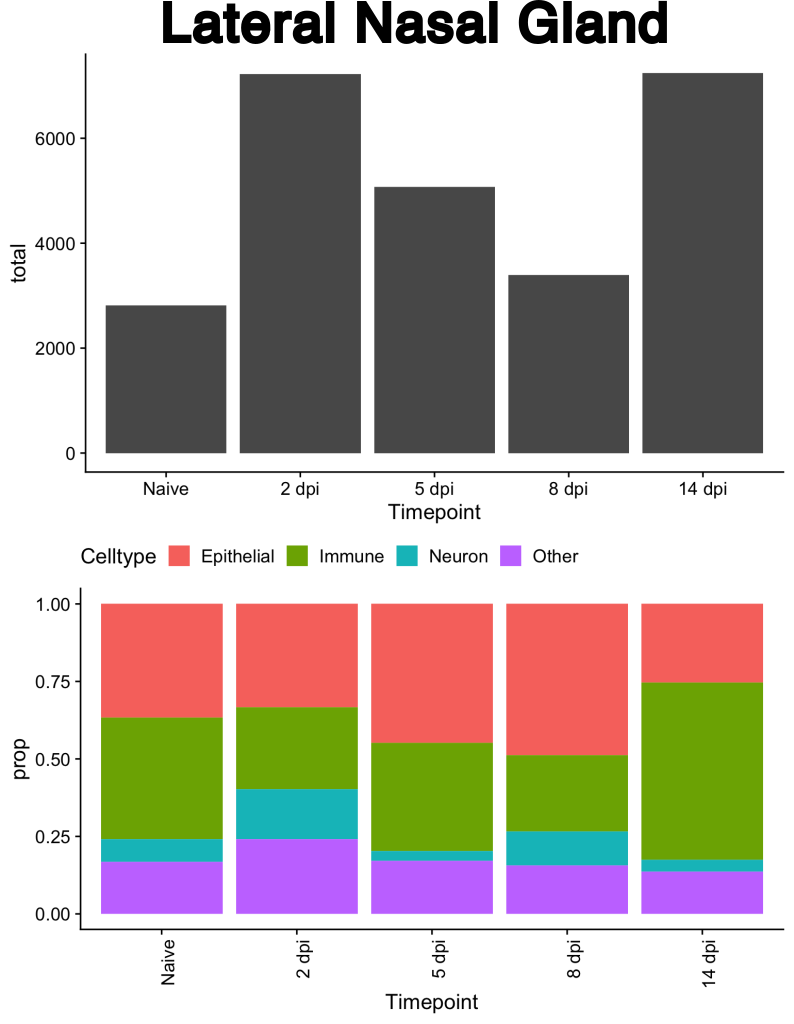 Lateral Nasal Gland
total
6000
4000
2000
0
Naive 2 dpi 5 dpi 8 dpi 14 dpi
Timepoint
Celltype Epithelial Immune Neuron Other
prop
1.00
0.75
0.50
0.25
0.00
Naive 2 dpi 5 dpi 8 dpi 14 dpi
Timepoint